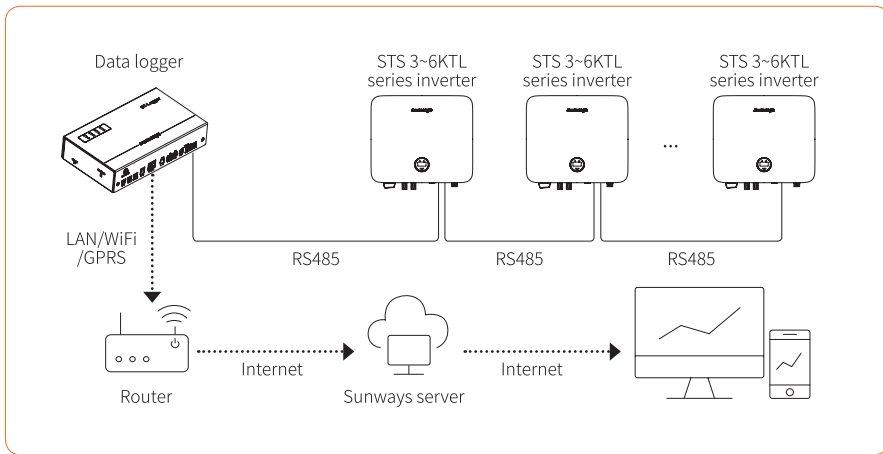 Data logger
STS 3~6KTL
series inverter
STS 3~6KTL
series inverter
STS 3~6KTL
series inverter
...
LAN/WiFi
/GPRS
RS485
RS485
RS485
Internet
Internet
Router
Sunways server